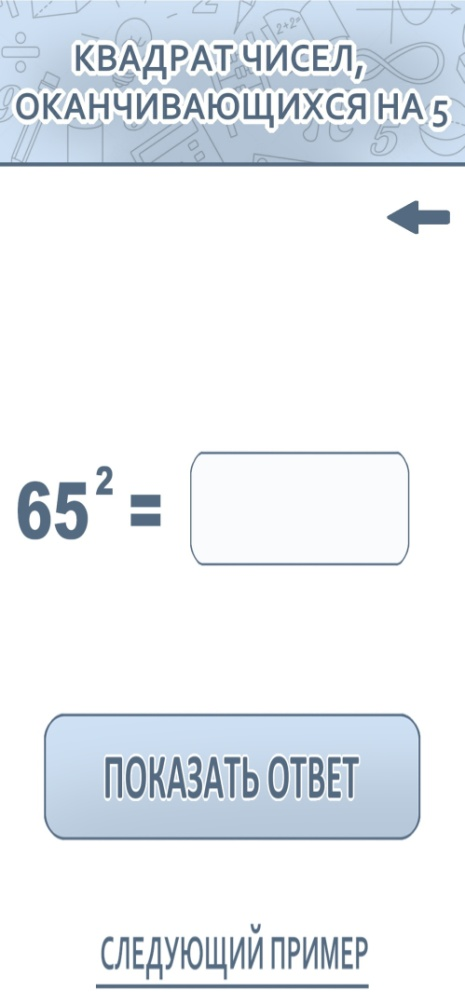 КВАДРАТ ЧИСЕЛ,
ОКАНЧИВАЮЩИХСЯ НА 5
65² =
ПОКАЗАТЬ ОТВЕТ
СЛЕДУЮЩИЙ ПРИМЕР